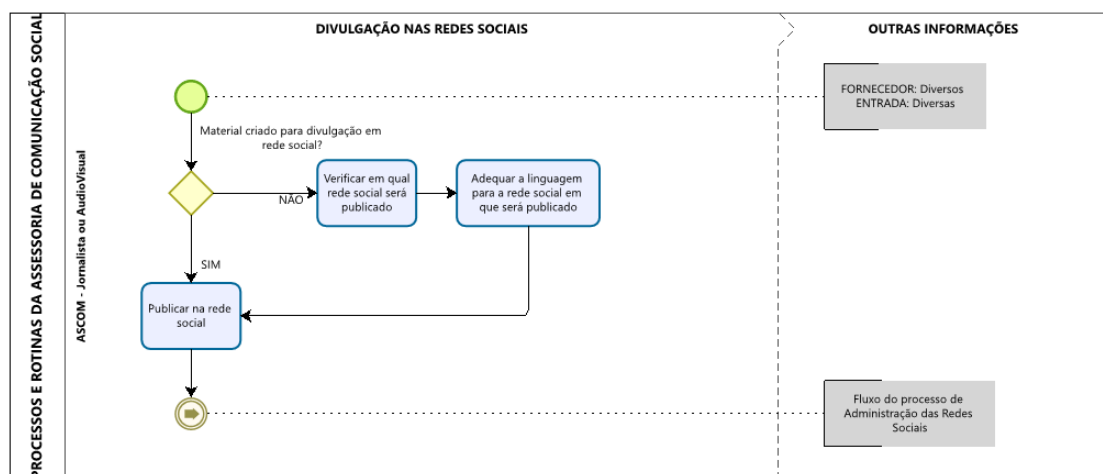 PROCESSOS E ROTINAS DA ASSESSORIA DE COMUNICAÇÃO SOCIAL
ASCOM - Jornalista ou AudioVisual
DIVULGAÇÃO NAS REDES SOCIAIS
OUTRAS INFORMAÇÕES
FORNECEDOR: Diversos
ENTRADA: Diversas
Material criado para divulgação em
rede social?
NÃO
Verificar em qual
rede social será
publicado
Adequar a linguagem
para a rede social em
que será publicado
SIM
Publicar na rede
social
Fluxo do processo de
Administração das Redes
Sociais